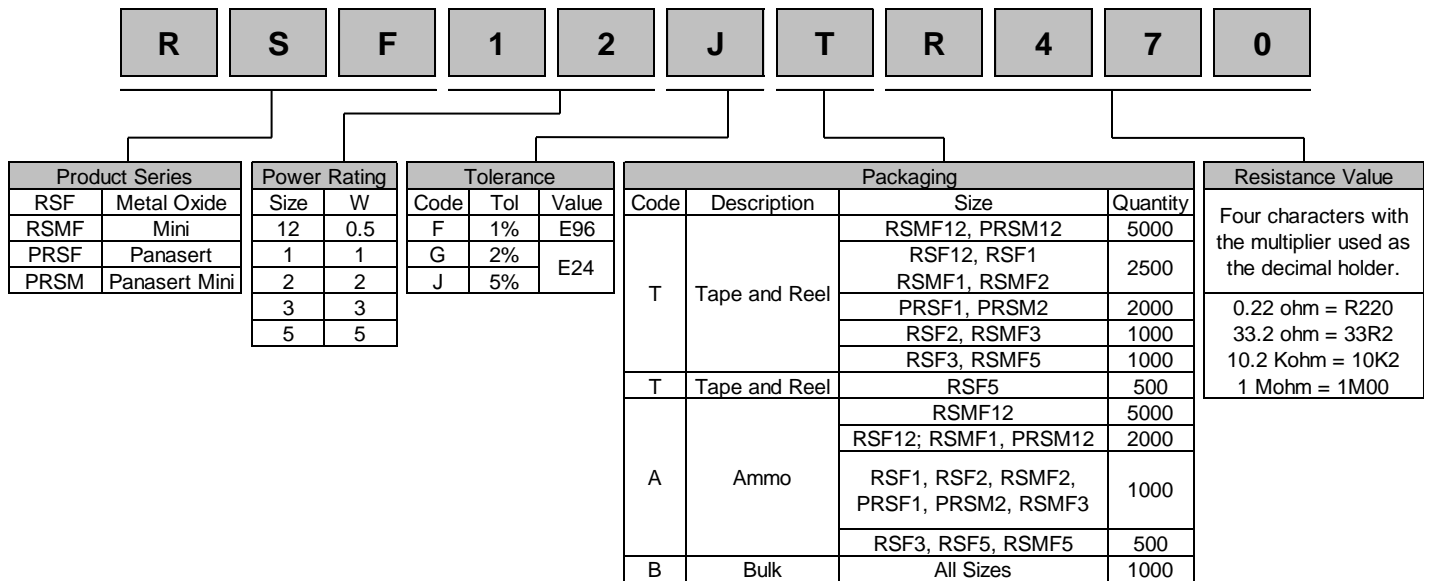 R S F 1 2 J T R 4 7 0
Product Series
RSF Metal Oxide
RSMF Mini
PRSF Panasert
PRSM Panasert Mini
Power Rating
Size W
12 0.5
1 1
2 2
3 3
5 5
Tolerance
Code Tol Value
F 1% E96
G 2% E24
J 5%
Packaging
Code Description Size Quantity
T Tape and Reel
RSMF12, PRSM12 5000
RSF12, RSF1
RSMF1, RSMF2
2500
PRSF1, PRSM2 2000
RSF2, RSMF3 1000
RSF3, RSMF5 1000
T Tape and Reel RSF5 500
A Ammo
RSMF12 5000
RSF12; RSMF1, PRSM12 2000
RSF1, RSF2, RSMF2,
PRSF1, PRSM2, RSMF3
1000
RSF3, RSF5, RSMF5 500
B Bulk All Sizes 1000
Resistance Value
Four characters with
the multiplier used as
the decimal holder.
0.22 ohm = R220
33.2 ohm = 33R2
10.2 Kohm = 10K2
1 Mohm = 1M00